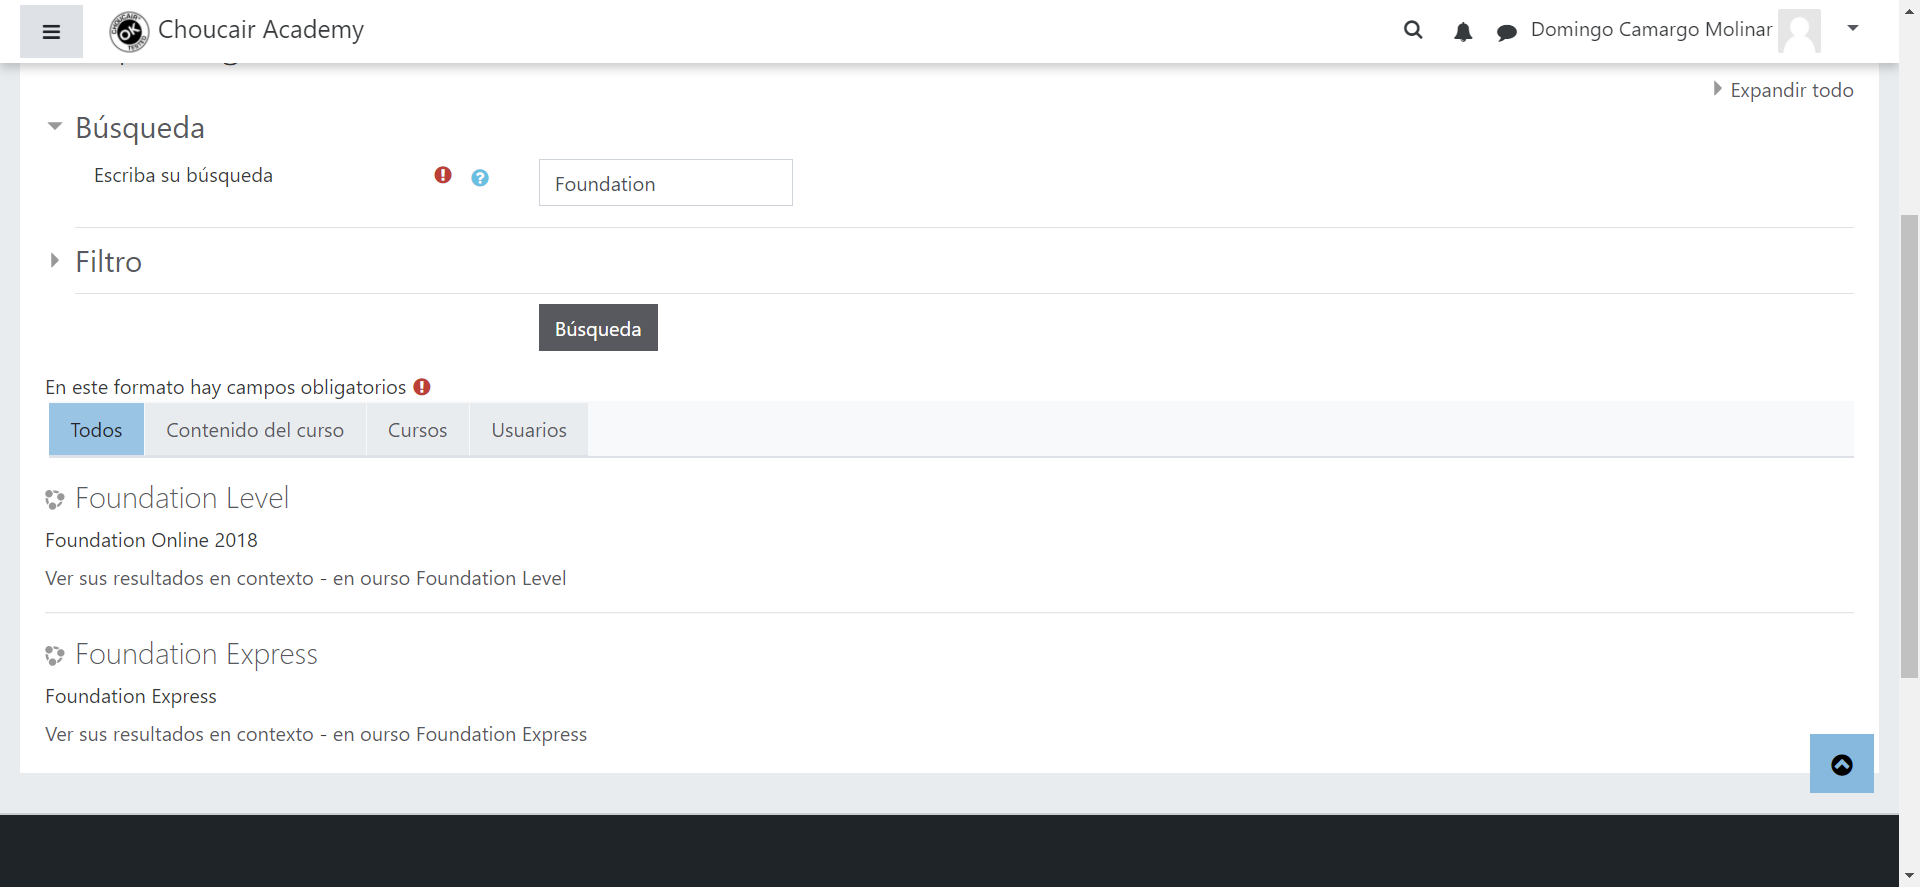 Choucair Academy
Domingo Camargo Molinar
Expandir todo
Búsqueda
Escriba su búsqueda
Foundation
Filtro
Búsqueda
En este formato hay campos obligatorios
Todos
Contenido del curso
Cursos
Usuarios
Foundation Level
Foundation Online 2018
Ver sus resultados en contexto - en ourso Foundation Level
Foundation Express
Foundation Express
Ver sus resultados en contexto - en ourso Foundation Express